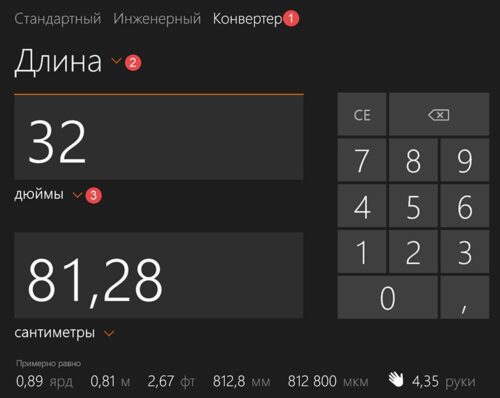 Стандартный Инженерный Конвертер 1
Длина 2
32
дюймы 3
81,28
сантиметры
CE
7 8 9
4 5 6
1 2 3
0 ,
Примерно равно
0,89 ярд 0,81 м 2,67 фт 812,8 мм 812 800 мкм 4,35 руки